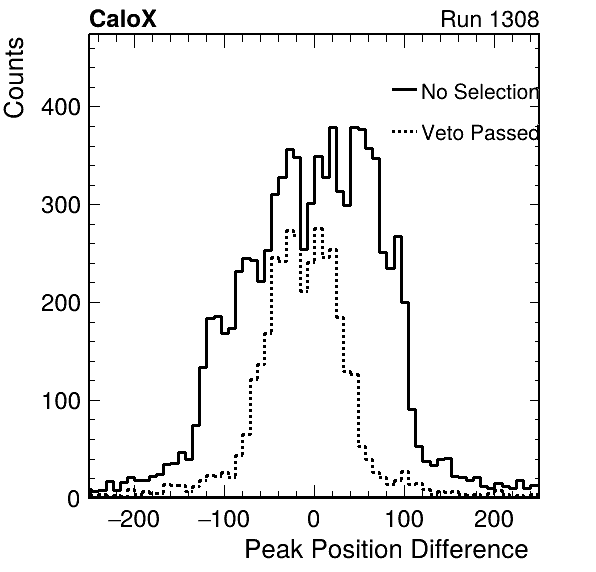 CaloX Run 1308
Counts
No Selection
Veto Passed
400
300
200
100
0
−200 −100 0 100 200
Peak Position Difference